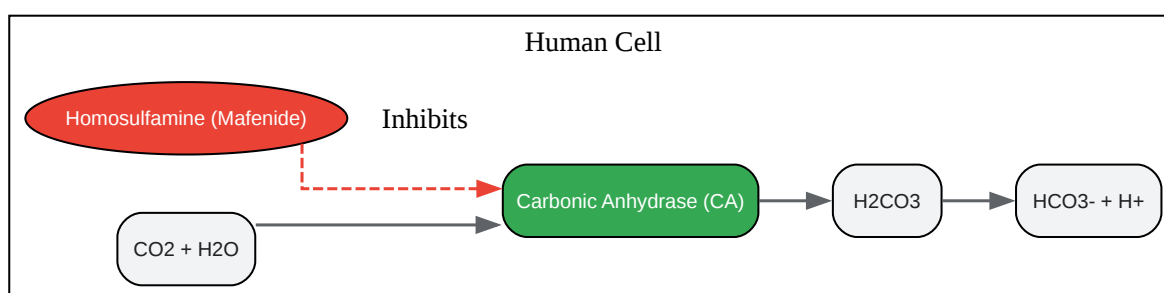 Human Cell
Homosulfamine (Mafenide)
Inhibits
Carbonic Anhydrase (CA)
H2CO3
HCO3- + H+
CO2 + H2O